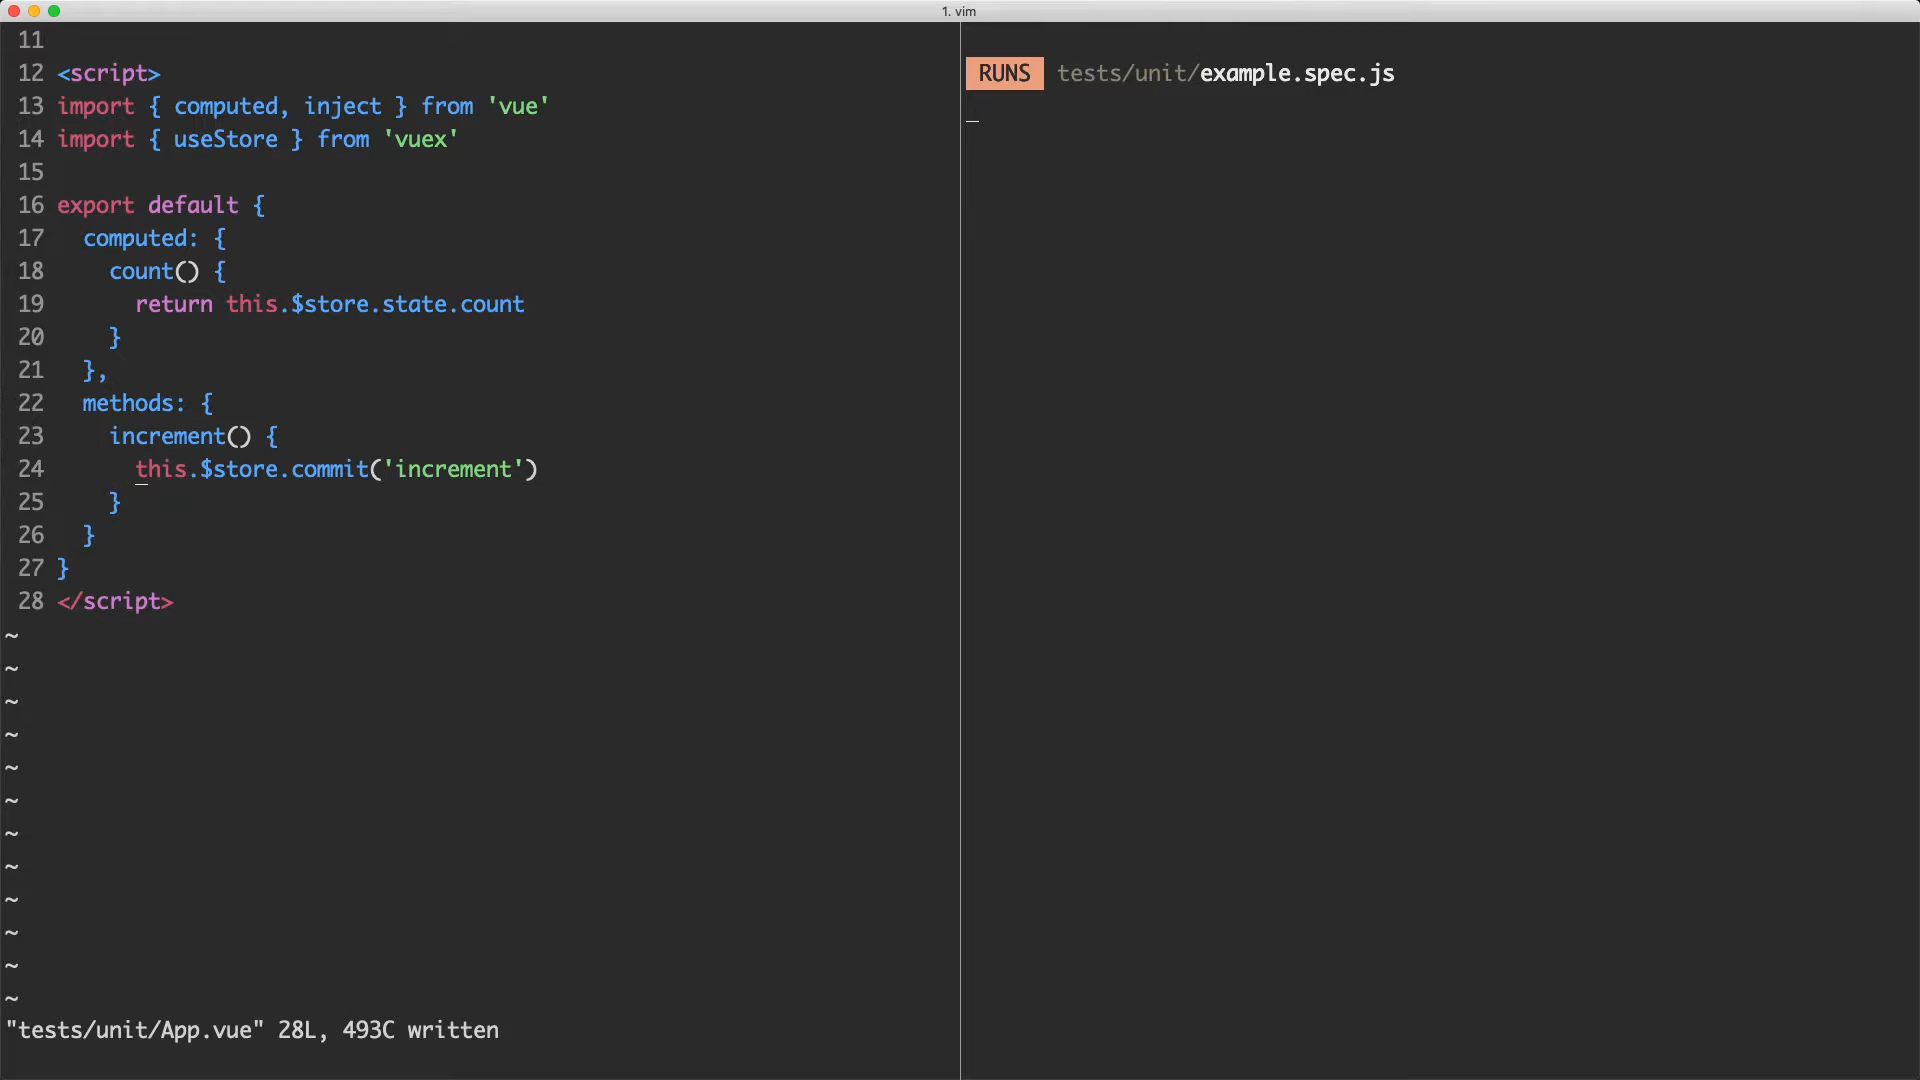 1. vim
11
12 <script>
13 import { computed, inject } from 'vue'
14 import { useStore } from 'vuex'
15
16 export default {
17   computed: {
18     count() {
19       return this.$store.state.count
20     }
21   },
22   methods: {
23     increment() {
24       this.$store.commit('increment')
25     }
26   }
27 }
28 </script>
~
~
~
~
~
~
~
~
~
~
~
~
"tests/unit/App.vue" 28L, 493C written
RUNS tests/unit/example.spec.js